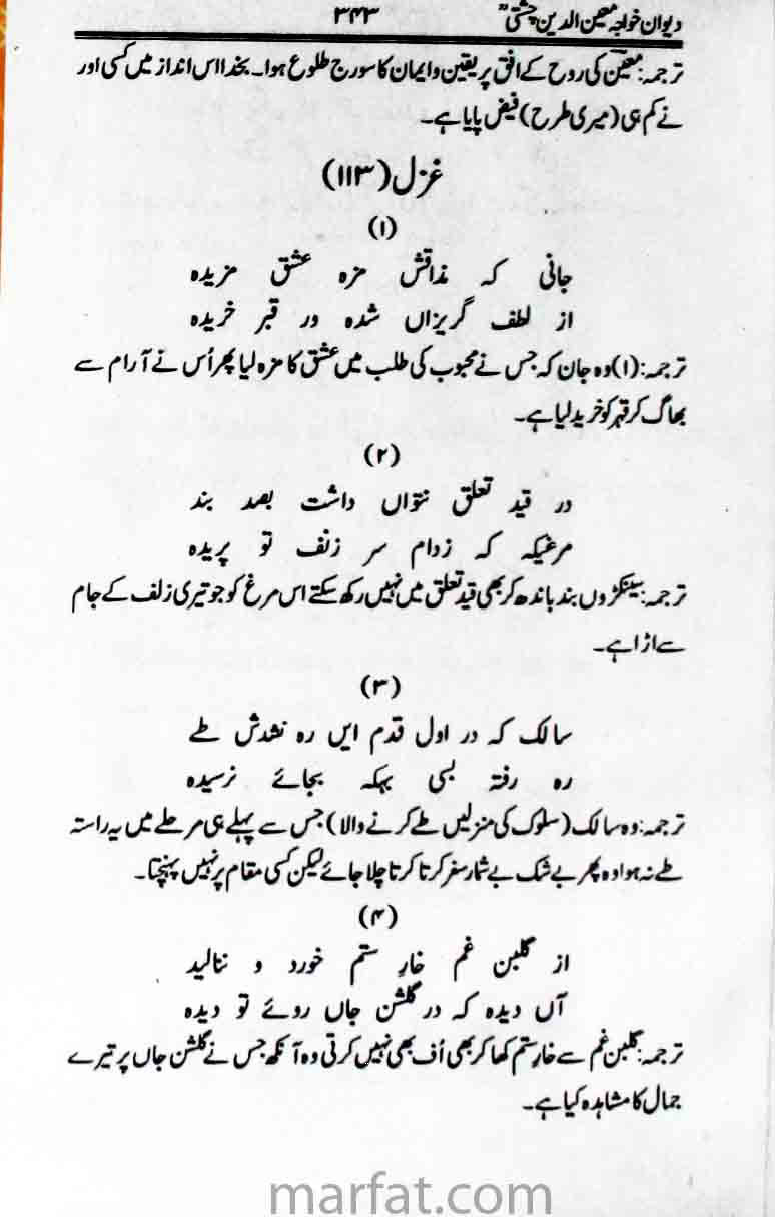 دیوان خواجہ معین الدین چشتیؒ
۳۴۳
ترجمہ: معینؔ کی روح کے افق پر یقین و ایمان کا سورج طلوع ہوا۔ بخدا اس انداز میں کسی اور
نے کم ہی (میری طرح) فیض پایا ہے۔
غزل (۱۱۳)
(۱)
جانی کہ مذاقش مزہ عشق مزیدہ
از لطف گریزاں شدہ در قہر خریدہ
ترجمہ: (۱) وہ جان کہ جس نے محبوب کی طلب میں عشق کا مزہ لیا پھر اُس نے آرام سے
بھاگ کر قہر کو خرید لیا ہے۔
(۲)
در قید تعلق نتواں داشت بصد بند
مرغیکہ کہ زدام سر زلف تو پریدہ
ترجمہ: سینکڑوں بند باندھ کر بھی قید تعلق میں نہیں رکھ سکتے اس مرغ کو جو تیری زلف کے جام
سے اڑا ہے۔
(۳)
سالک کہ در اول قدم ایں رہ نشدش طے
رہ رفتہ بسی بہکہ بجائے نرسیدہ
ترجمہ: وہ سالک (سلوک کی منزلیں طے کرنے والا) جس سے پہلے ہی مرحلے میں یہ راستہ
طے نہ ہوا وہ پھر بے شک بے شمار سفر کرتا کرتا چلا جائے لیکن کسی مقام پر نہیں پہنچتا۔
(۴)
از گلبن غم خارِ ستم خورد و ننالید
آں دیدہ کہ در گلشن جاں روئے تو دیدہ
ترجمہ: گلبن غم سے خار ستم کھا کر بھی اُف بھی نہیں کرتی وہ آنکھ جس نے گلشن جاں پر تیرے
جمال کا مشاہدہ کیا ہے۔
marfat.com